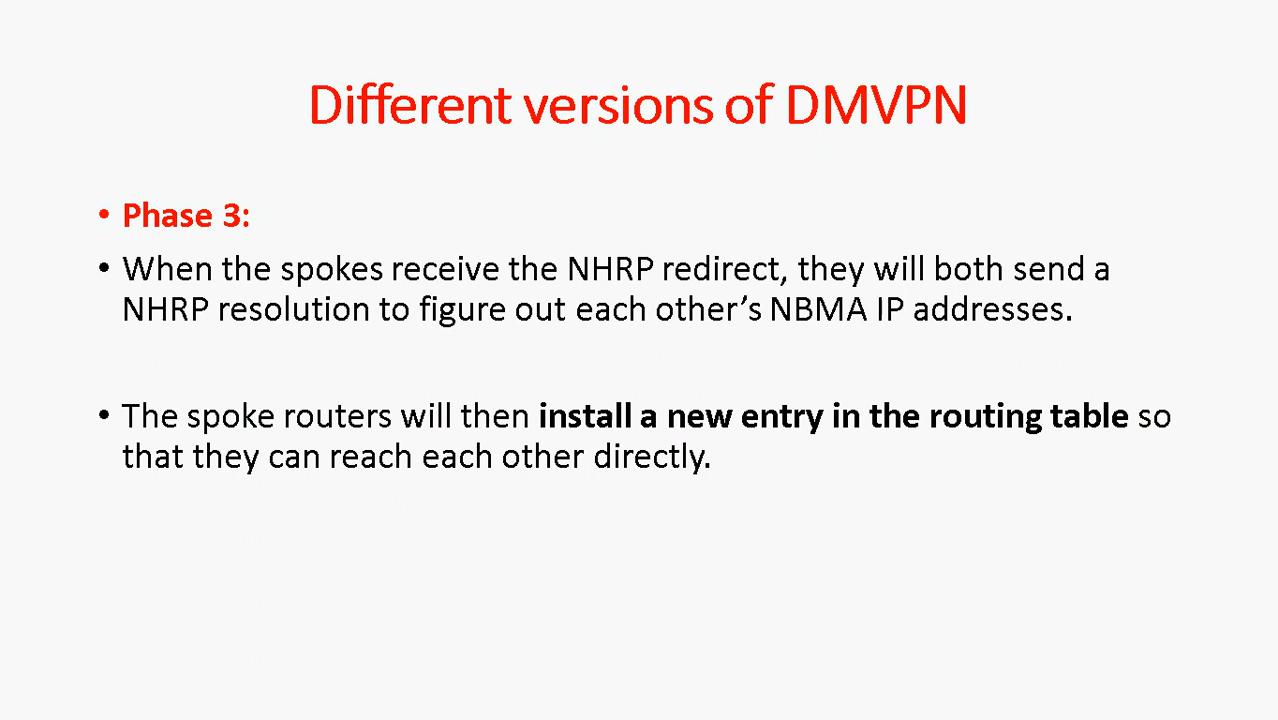 Different versions of DMVPN
• Phase 3:
• When the spokes receive the NHRP redirect, they will both send a
NHRP resolution to figure out each other’s NBMA IP addresses.
• The spoke routers will then install a new entry in the routing table so
that they can reach each other directly.